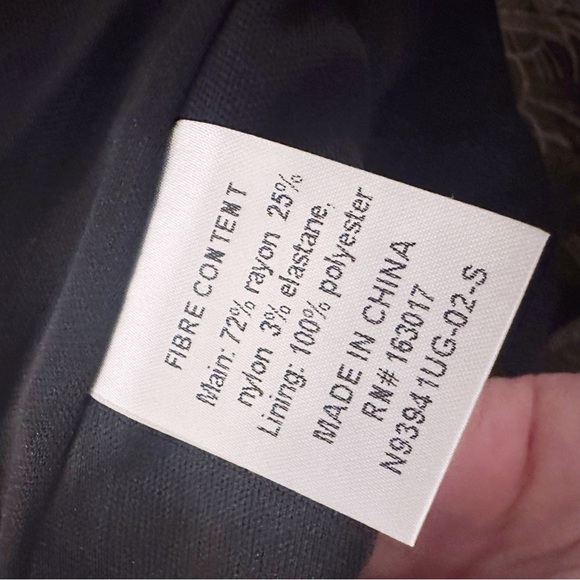 FIBRE CONTENT
Main: 72% rayon 25%
nylon 3% elastane,
Lining: 100% polyester
MADE IN CHINA
RN# 163017
N93941UG-02-S